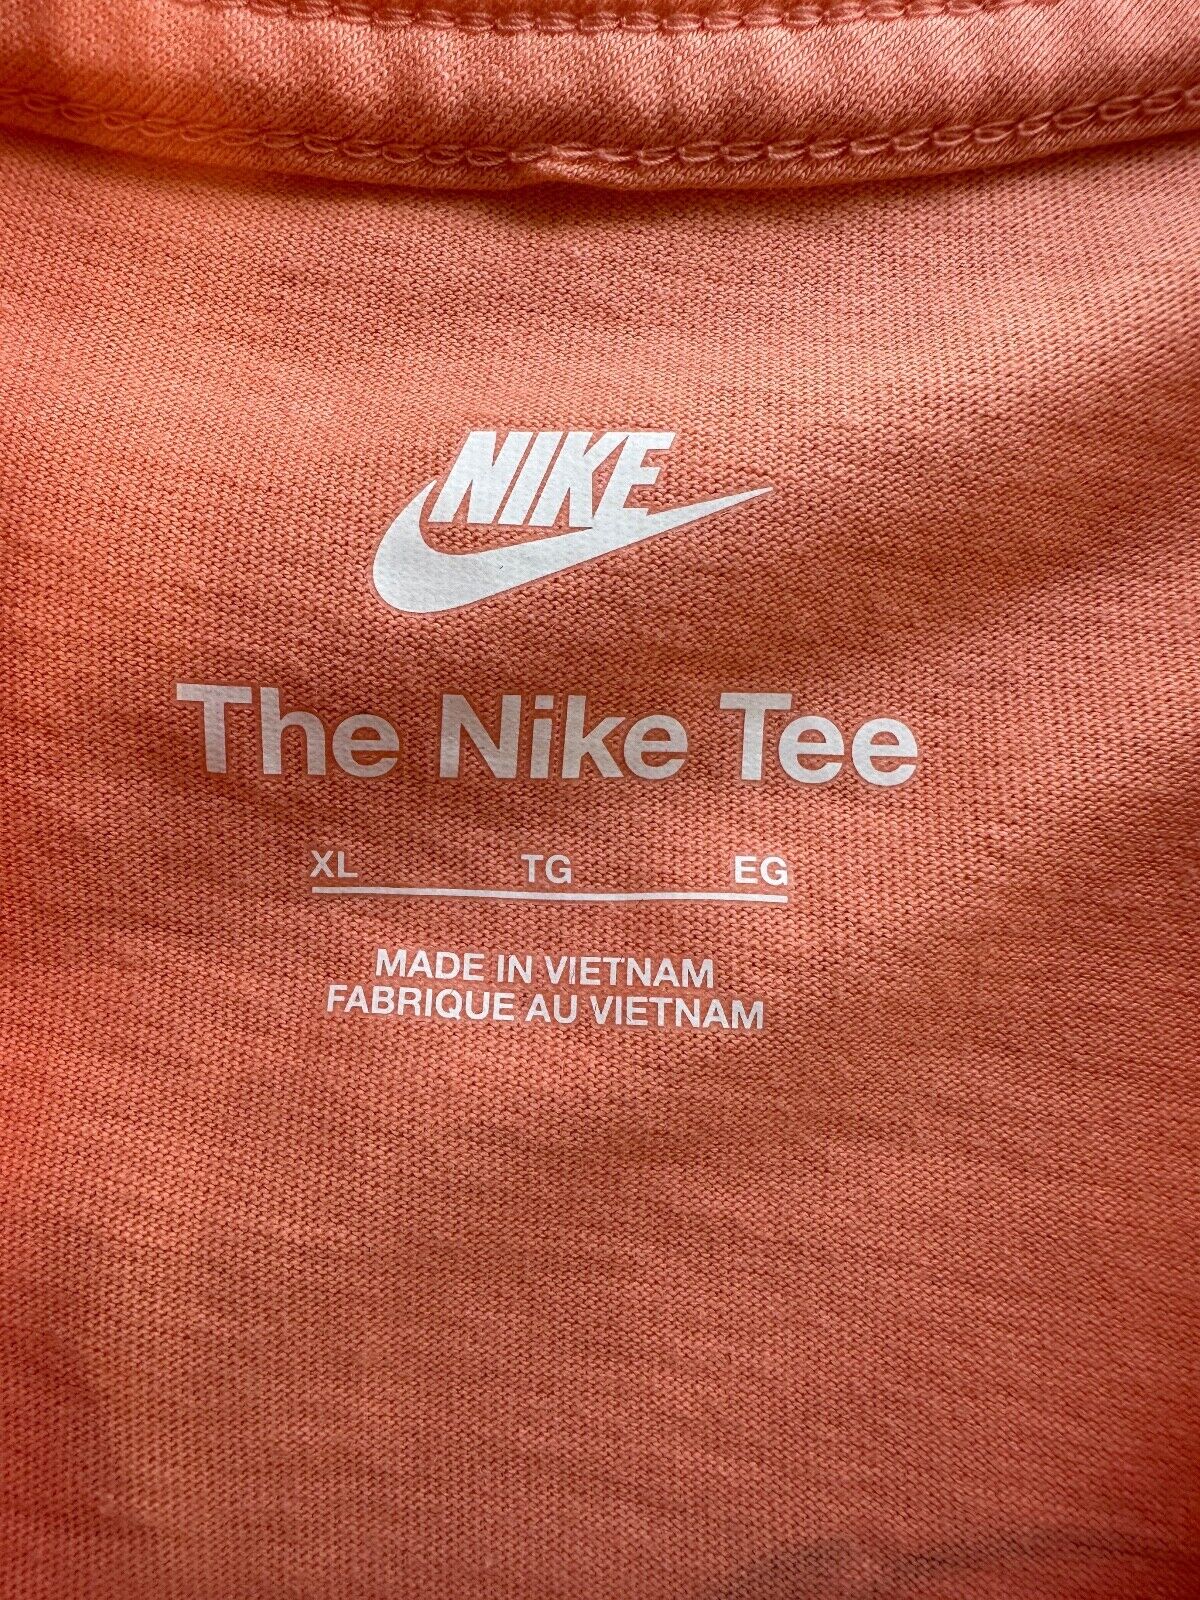 NIKE
The Nike Tee
XL TG EG
MADE IN VIETNAM
FABRIQUE AU VIETNAM